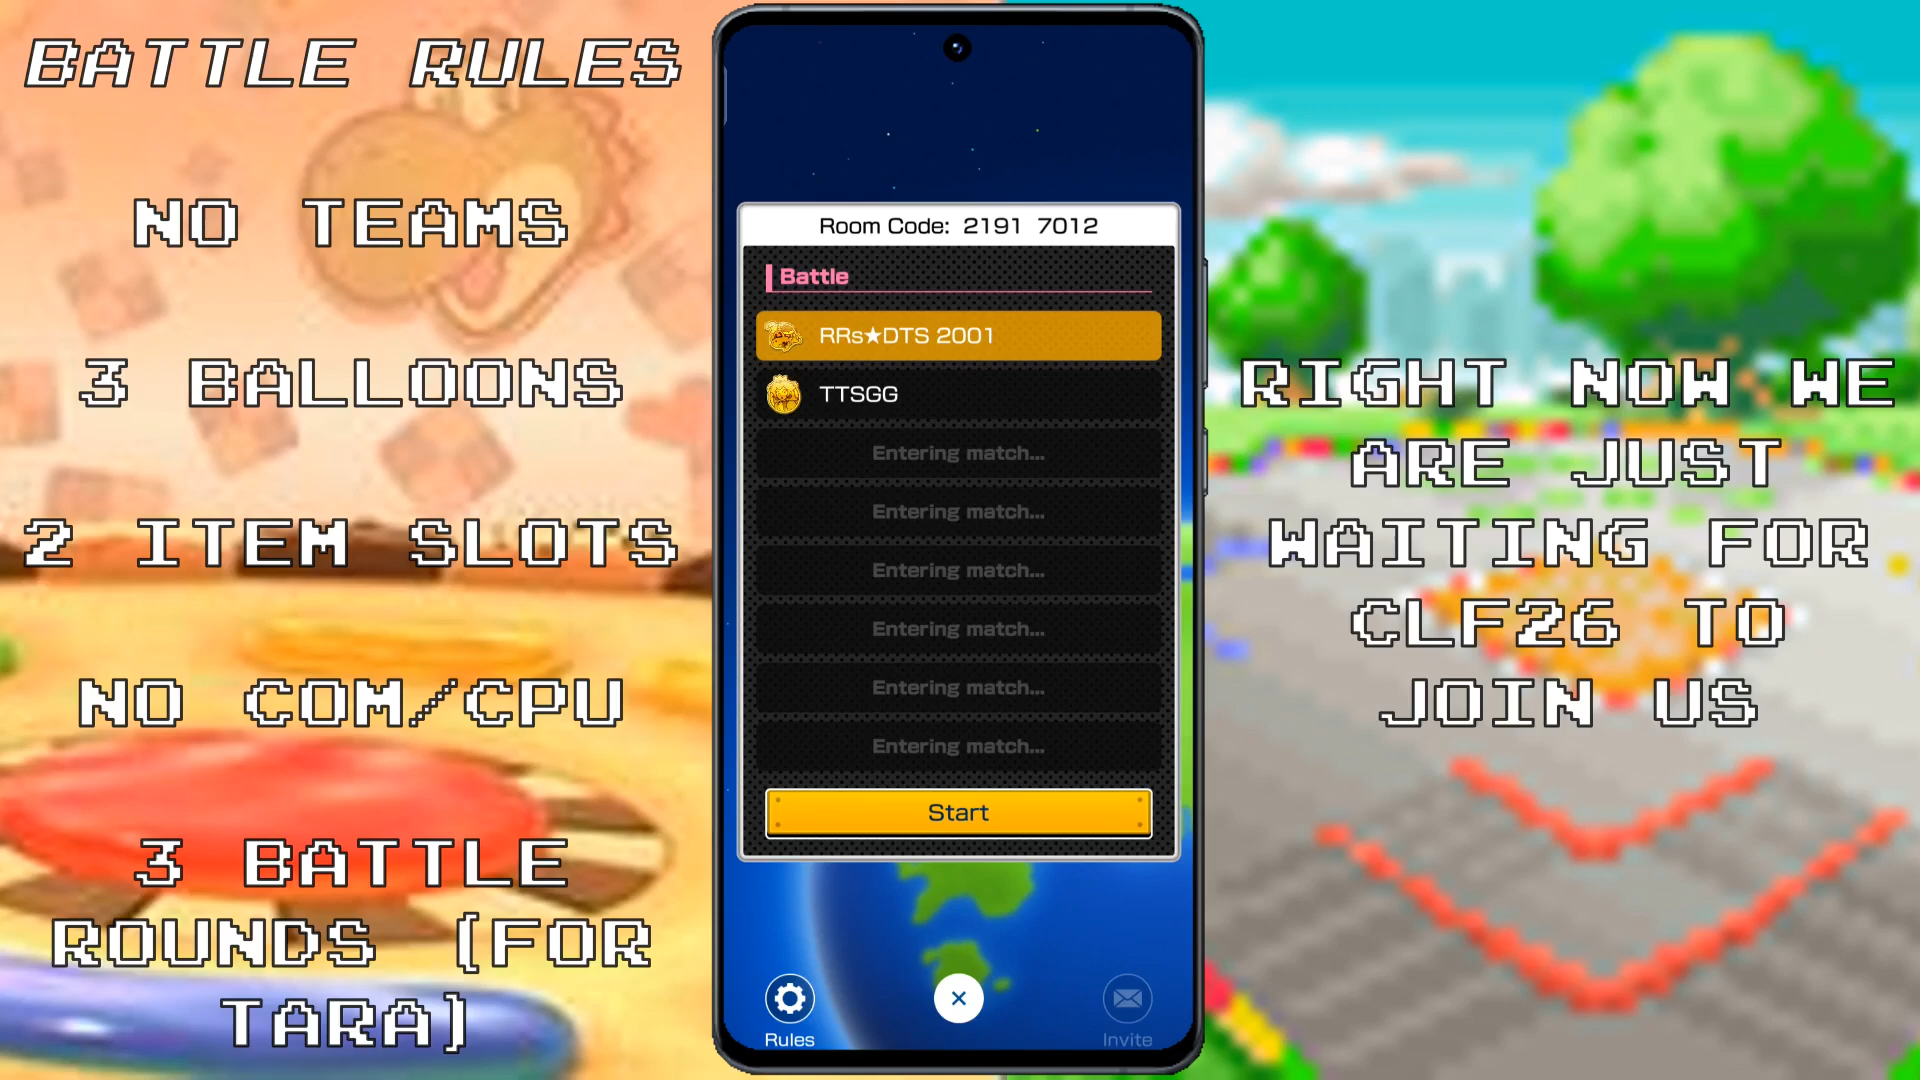 BATTLE RULES
NO TEAMS
3 BALLOONS
2 ITEM SLOTS
NO COM/CPU
3 BATTLE
ROUNDS (FOR
TARA)
Room Code: 2191 7012
Battle
RRs★DTS 2001
TTSGG
Entering match...
Entering match...
Entering match...
Entering match...
Entering match...
Entering match...
Start
Rules
Invite
RIGHT NOW WE
ARE JUST
WAITING FOR
CLF26 TO
JOIN US